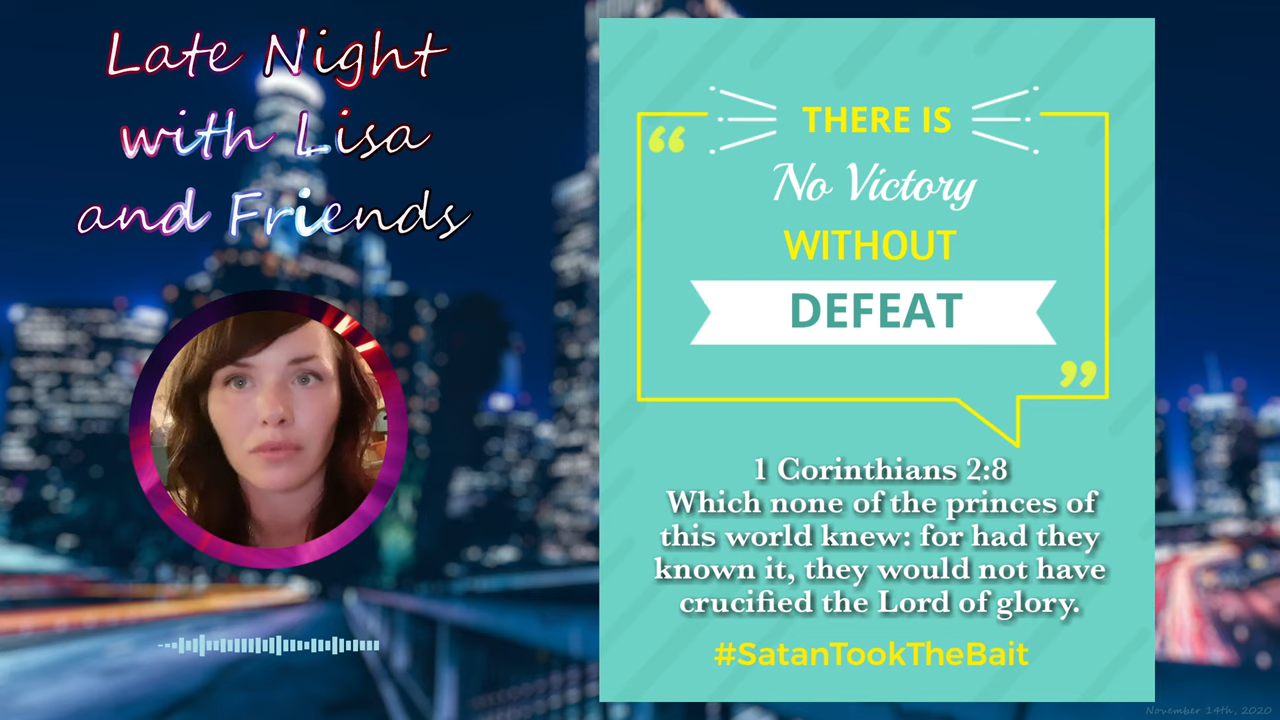 Late Night
with Lisa
and Friends
“
THERE IS
No Victory
WITHOUT
DEFEAT
”
1 Corinthians 2:8
Which none of the princes of
this world knew: for had they
known it, they would not have
crucified the Lord of glory.
#SatanTookTheBait
November 14th, 2020